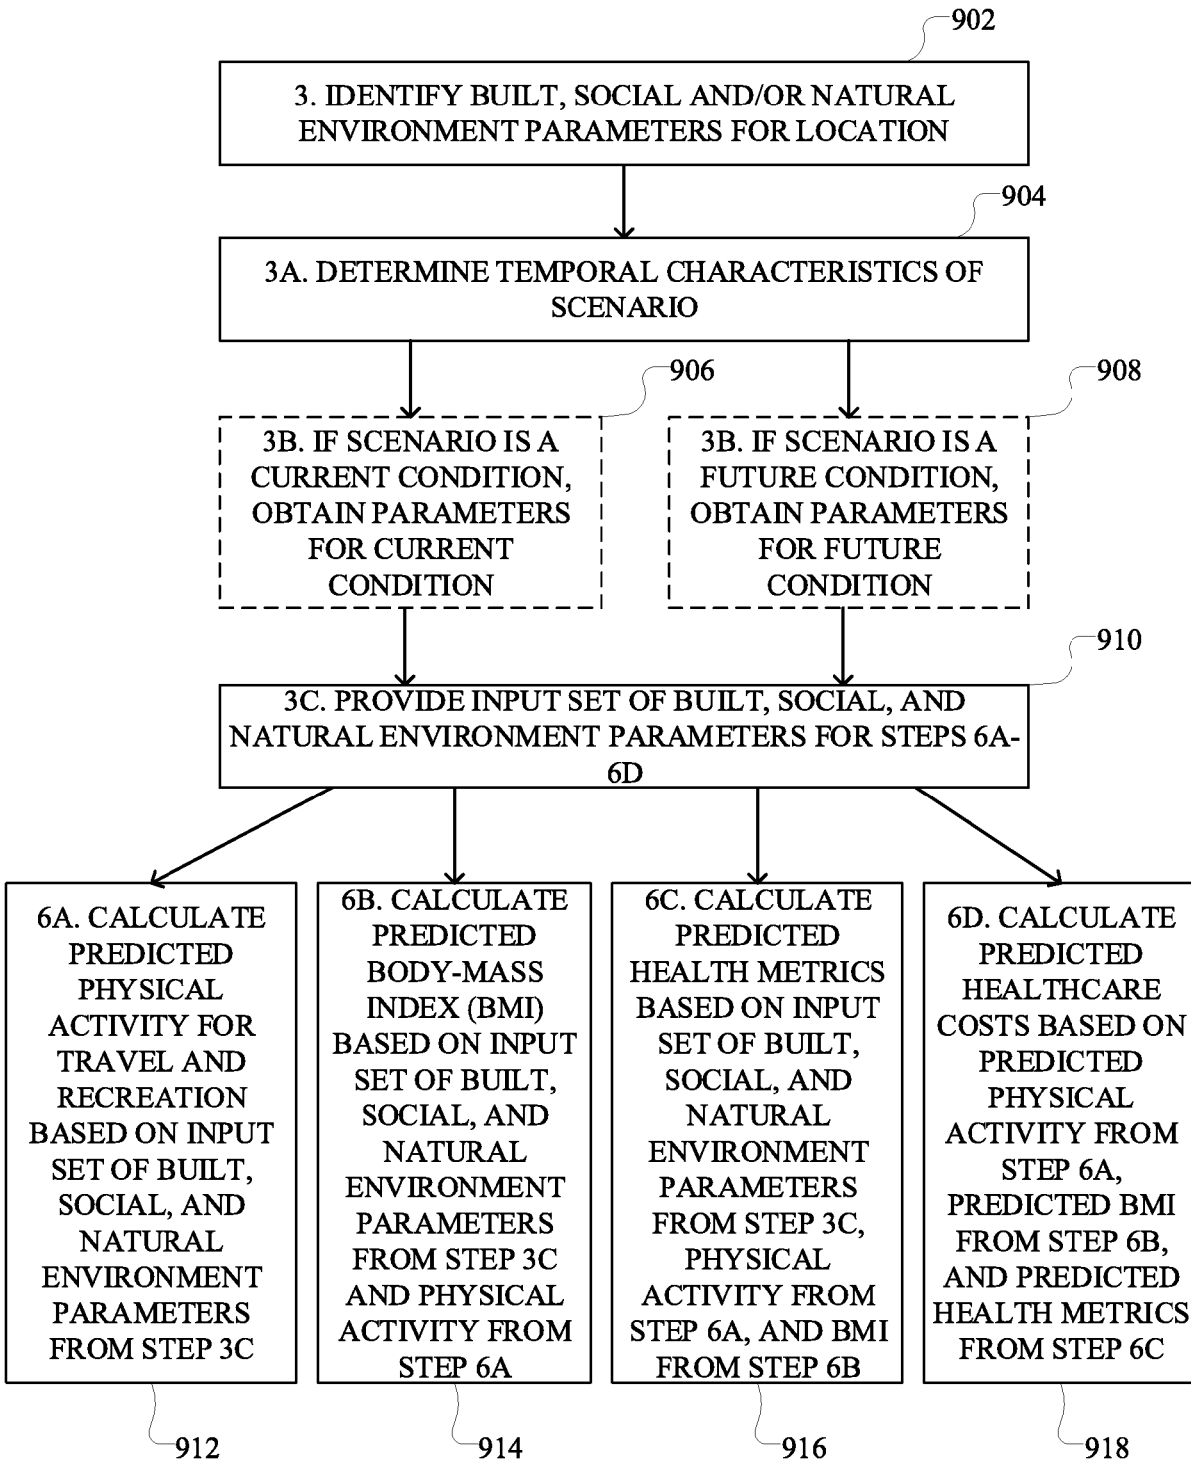 902
3. IDENTIFY BUILT, SOCIAL AND/OR NATURAL
ENVIRONMENT PARAMETERS FOR LOCATION
904
3A. DETERMINE TEMPORAL CHARACTERISTICS OF
SCENARIO
906
3B. IF SCENARIO IS A
CURRENT CONDITION,
OBTAIN PARAMETERS
FOR CURRENT
CONDITION
908
3B. IF SCENARIO IS A
FUTURE CONDITION,
OBTAIN PARAMETERS
FOR FUTURE
CONDITION
910
3C. PROVIDE INPUT SET OF BUILT, SOCIAL, AND
NATURAL ENVIRONMENT PARAMETERS FOR STEPS 6A-
6D
6A. CALCULATE
PREDICTED
PHYSICAL
ACTIVITY FOR
TRAVEL AND
RECREATION
BASED ON INPUT
SET OF BUILT,
SOCIAL, AND
NATURAL
ENVIRONMENT
PARAMETERS
FROM STEP 3C
912
6B. CALCULATE
PREDICTED
BODY-MASS
INDEX (BMI)
BASED ON INPUT
SET OF BUILT,
SOCIAL, AND
NATURAL
ENVIRONMENT
PARAMETERS
FROM STEP 3C
AND PHYSICAL
ACTIVITY FROM
STEP 6A
914
6C. CALCULATE
PREDICTED
HEALTH METRICS
BASED ON INPUT
SET OF BUILT,
SOCIAL, AND
NATURAL
ENVIRONMENT
PARAMETERS
FROM STEP 3C,
PHYSICAL
ACTIVITY FROM
STEP 6A, AND BMI
FROM STEP 6B
916
6D. CALCULATE
PREDICTED
HEALTHCARE
COSTS BASED ON
PREDICTED
PHYSICAL
ACTIVITY FROM
STEP 6A,
PREDICTED BMI
FROM STEP 6B,
AND PREDICTED
HEALTH METRICS
FROM STEP 6C
918